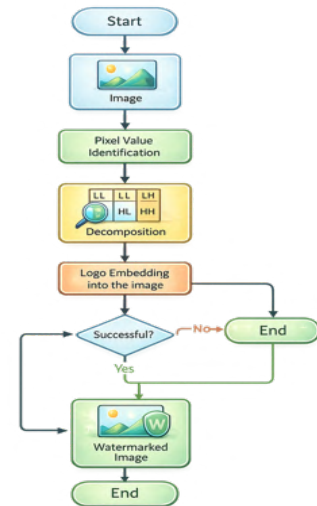 Start
Image
Pixel Value
Identification
LL LL LH
HL HH
Decomposition
Logo Embedding
into the image
Successful?
No
End
Yes
W
Watermarked
Image
End